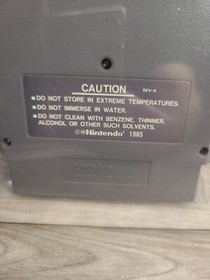 CAUTION
REV-A
• DO NOT STORE IN EXTREME TEMPERATURES.
• DO NOT IMMERSE IN WATER.
• DO NOT CLEAN WITH BENZENE, THINNER,
ALCOHOL OR OTHER SUCH SOLVENTS.
©®Nintendo 1985